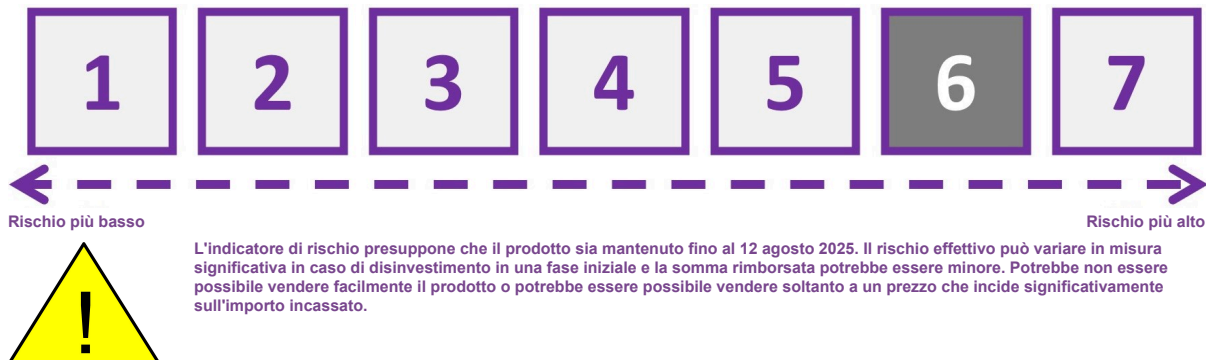 1 2 3 4 5 6 7
Rischio più basso Rischio più alto
L'indicatore di rischio presuppone che il prodotto sia mantenuto fino al 12 agosto 2025. Il rischio effettivo può variare in misura
significativa in caso di disinvestimento in una fase iniziale e la somma rimborsata potrebbe essere minore. Potrebbe non essere
possibile vendere facilmente il prodotto o potrebbe essere possibile vendere soltanto a un prezzo che incide significativamente
sull'importo incassato.
!